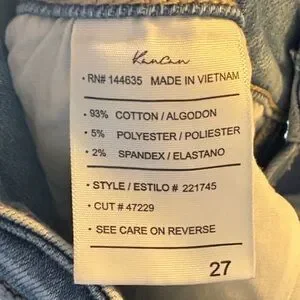 KanCan
• RN# 144635 MADE IN VIETNAM
• 93% COTTON / ALGODON
• 5% POLYESTER / POLIESTER
• 2% SPANDEX / ELASTANO
• STYLE / ESTILO # 221745
• CUT # 47229
• SEE CARE ON REVERSE
27